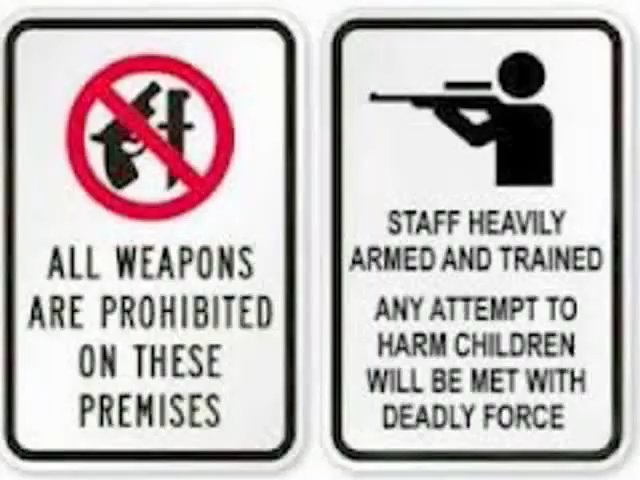 ALL WEAPONS
ARE PROHIBITED
ON THESE
PREMISES
STAFF HEAVILY
ARMED AND TRAINED
ANY ATTEMPT TO
HARM CHILDREN
WILL BE MET WITH
DEADLY FORCE